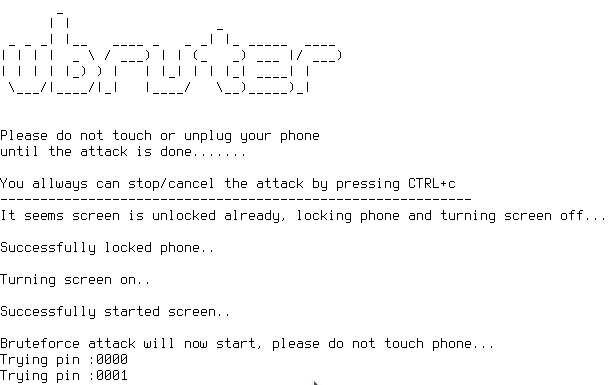 ubruter
Please do not touch or unplug your phone
until the attack is done.......
You allways can stop/cancel the attack by pressing CTRL+c
-----------------------------------------------------------
It seems screen is unlocked already, locking phone and turning screen off...
Successfully locked phone..
Turning screen on..
Successfully started screen..
Bruteforce attack will now start, please do not touch phone...
Trying pin :0000
Trying pin :0001